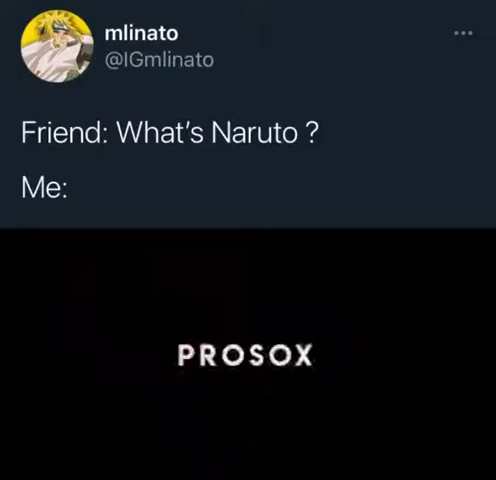 mlinato
@IGmlinato
Friend: What's Naruto ?
Me:
PROSOX